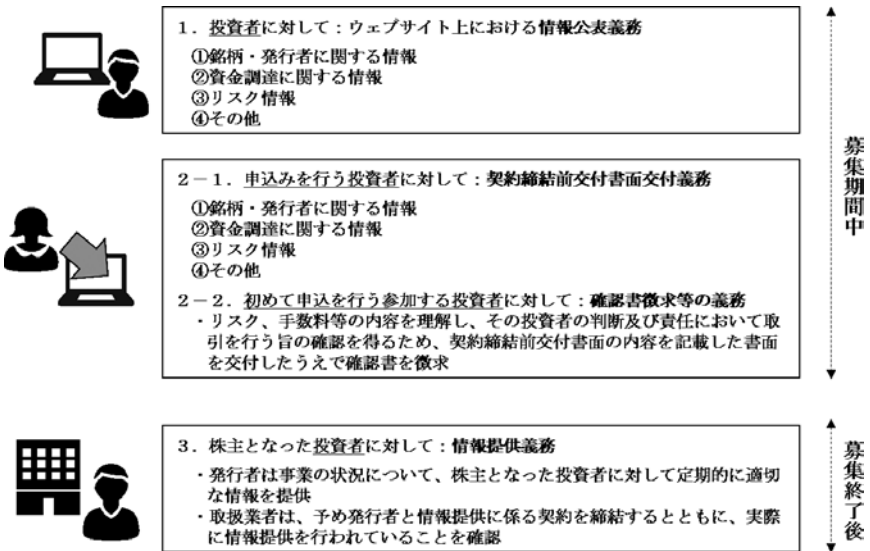 1．投資者に対して：ウェブサイト上における情報公表義務
①銘柄・発行者に関する情報
②資金調達に関する情報
③リスク情報
④その他
2－1．申込みを行う投資者に対して：契約締結前交付書面交付義務
①銘柄・発行者に関する情報
②資金調達に関する情報
③リスク情報
④その他
2－2．初めて申込を行う参加する投資者に対して：確認書徴求等の義務
・リスク、手数料等の内容を理解し、その投資者の判断及び責任において取
引を行う旨の確認を得るため、契約締結前交付書面の内容を記載した書面
を交付したうえで確認書を徴求
募集期間中
3．株主となった投資者に対して：情報提供義務
・発行者は事業の状況について、株主となった投資者に対して定期的に適切
な情報を提供
・取扱業者は、予め発行者と情報提供に係る契約を締結するとともに、実際
に情報提供を行われていることを確認
募集終了後